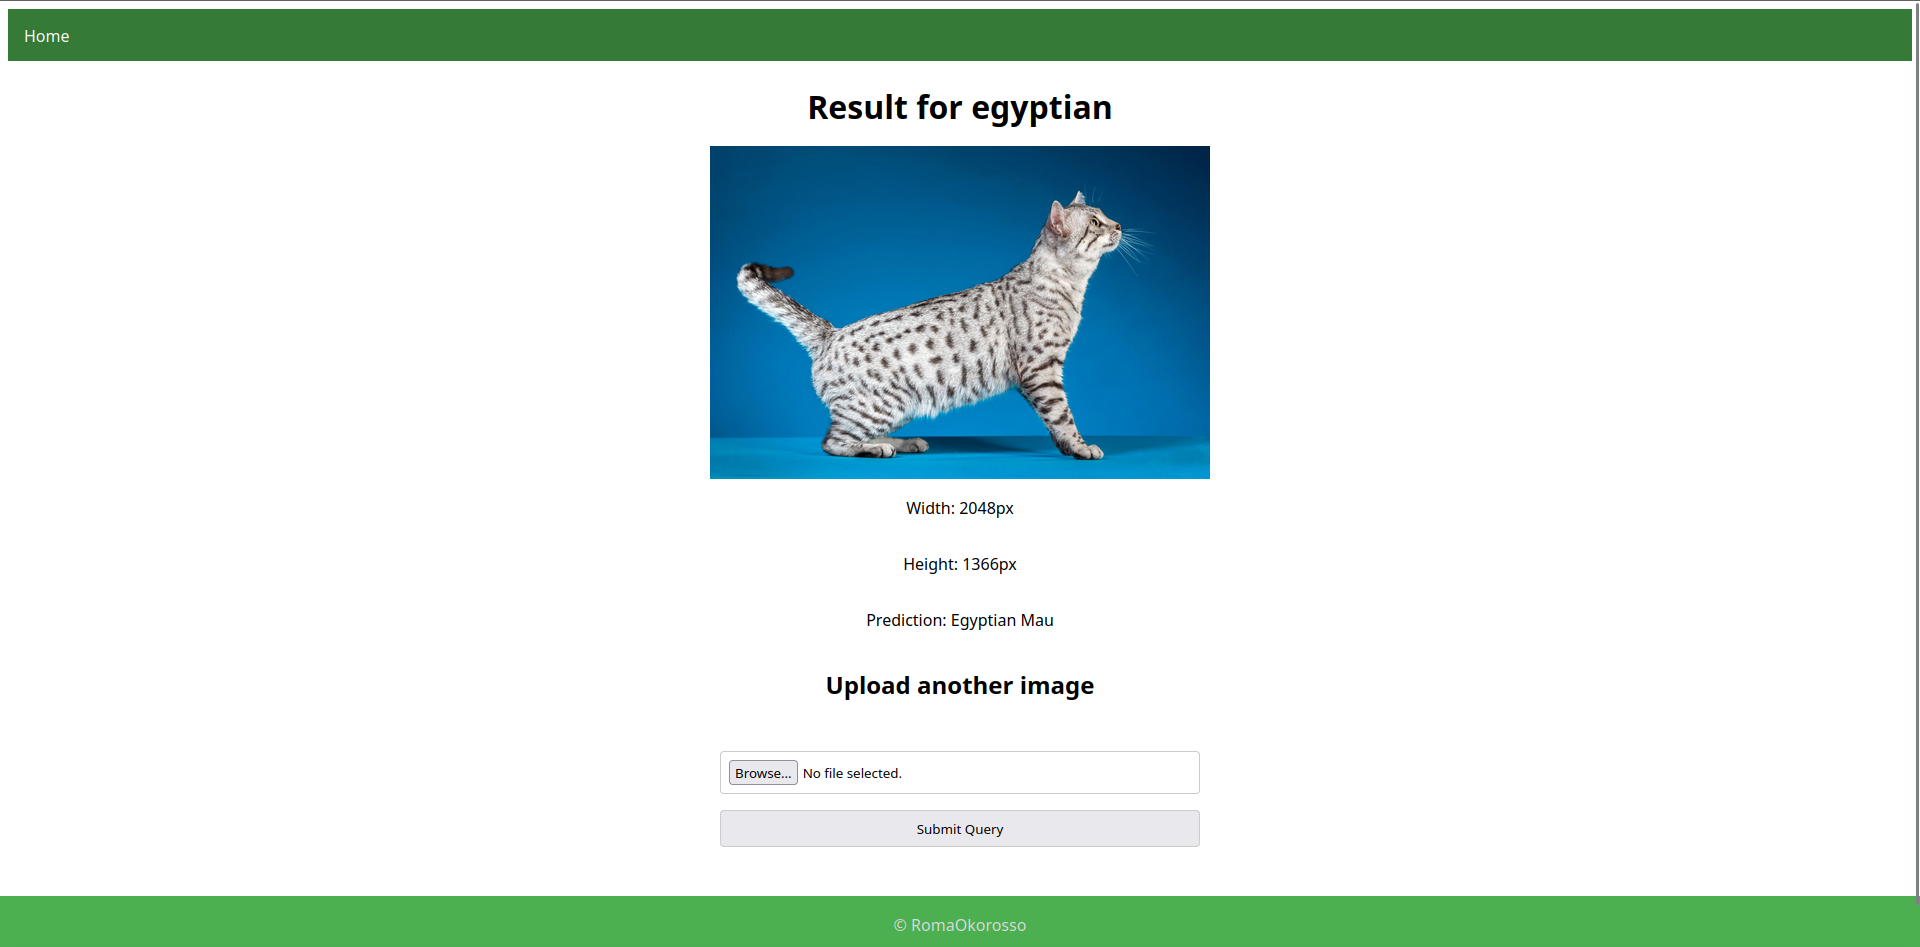 Home
Result for egyptian
Width: 2048px
Height: 1366px
Prediction: Egyptian Mau
Upload another image
Browse... No file selected.
Submit Query
© RomaOkorosso